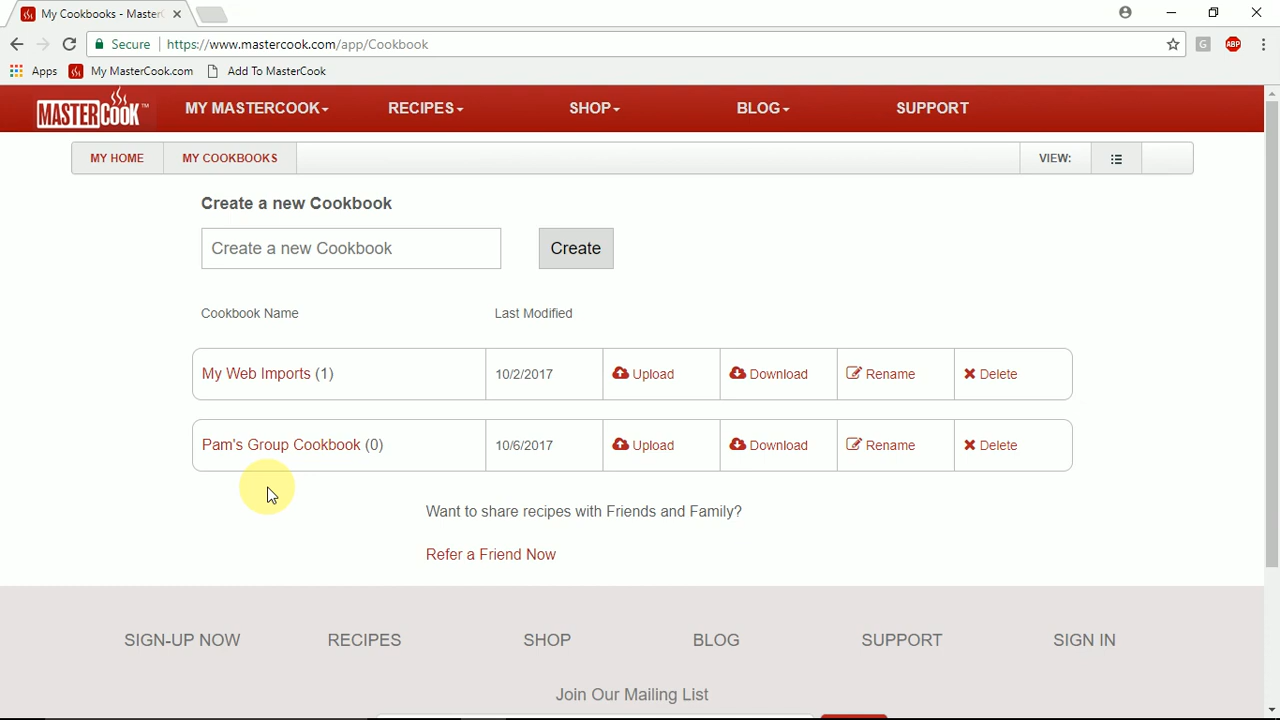 My Cookbooks - Master
Secure https://www.mastercook.com/app/Cookbook
G ABP
Apps My MasterCook.com Add To MasterCook
MASTERCOOK™ MY MASTERCOOK RECIPES SHOP BLOG SUPPORT
MY HOME MY COOKBOOKS VIEW:
Create a new Cookbook
Create a new Cookbook Create
Cookbook Name Last Modified
My Web Imports (1) 10/2/2017 Upload Download Rename Delete
Pam's Group Cookbook (0) 10/6/2017 Upload Download Rename Delete
Want to share recipes with Friends and Family?
Refer a Friend Now
SIGN-UP NOW RECIPES SHOP BLOG SUPPORT SIGN IN
Join Our Mailing List